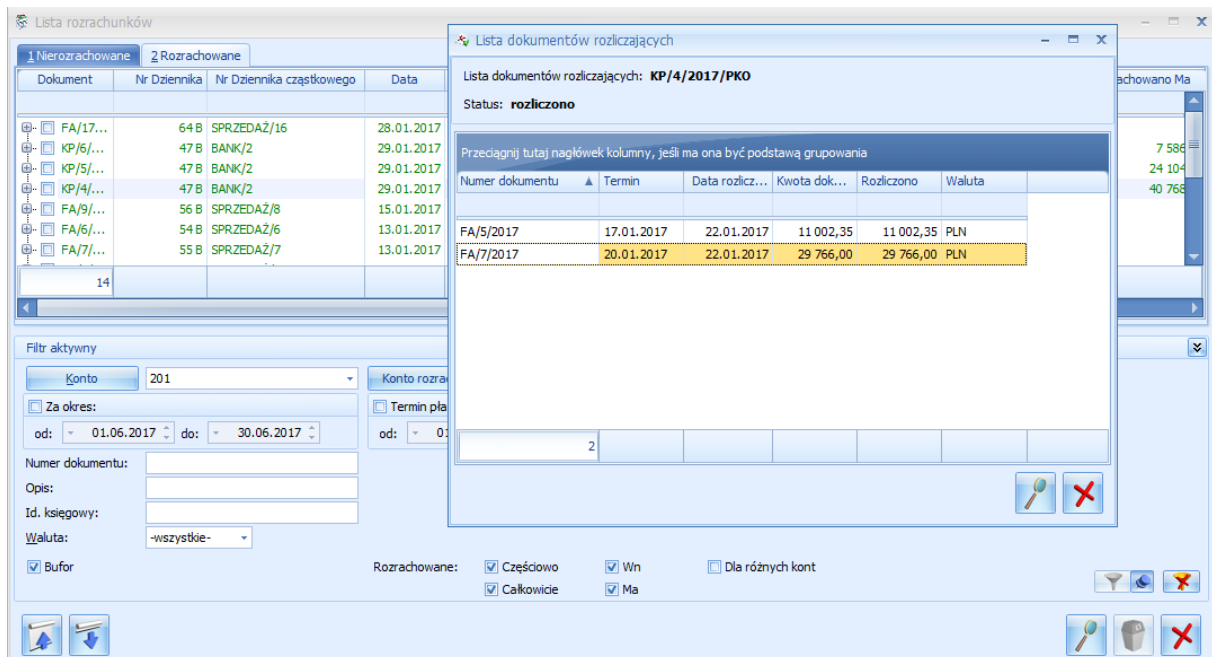 Lista rozrachunków
1 Nierozrachowane 2 Rozrachowane
Dokument Nr Dziennika Nr Dziennika cząstkowego Data achowano Ma
FA/17... 64 B SPRZEDAŻ/16 28.01.2017
KP/6/... 47 B BANK/2 29.01.2017 7 586
KP/5/... 47 B BANK/2 29.01.2017 24 104
KP/4/... 47 B BANK/2 29.01.2017 40 768
FA/9/... 56 B SPRZEDAŻ/8 15.01.2017
FA/6/... 54 B SPRZEDAŻ/6 13.01.2017
FA/7/... 55 B SPRZEDAŻ/7 13.01.2017
14
Lista dokumentów rozliczających
Lista dokumentów rozliczających: KP/4/2017/PKO
Status: rozliczono
Przeciągnij tutaj nagłówek kolumny, jeśli ma ona być podstawą grupowania
Numer dokumentu Termin Data rozlicz... Kwota dok... Rozliczono Waluta
FA/5/2017 17.01.2017 22.01.2017 11 002,35 11 002,35 PLN
FA/7/2017 20.01.2017 22.01.2017 29 766,00 29 766,00 PLN
2
Filtr aktywny
Konto 201 Konto rozra
Za okres: Termin pła
od: 01.06.2017 do: 30.06.2017 od: 01
Numer dokumentu:
Opis:
Id. księgowy:
Waluta: -wszystkie-
Bufor Rozrachowane: Częściowo Wn Dla różnych kont
Całkowicie Ma